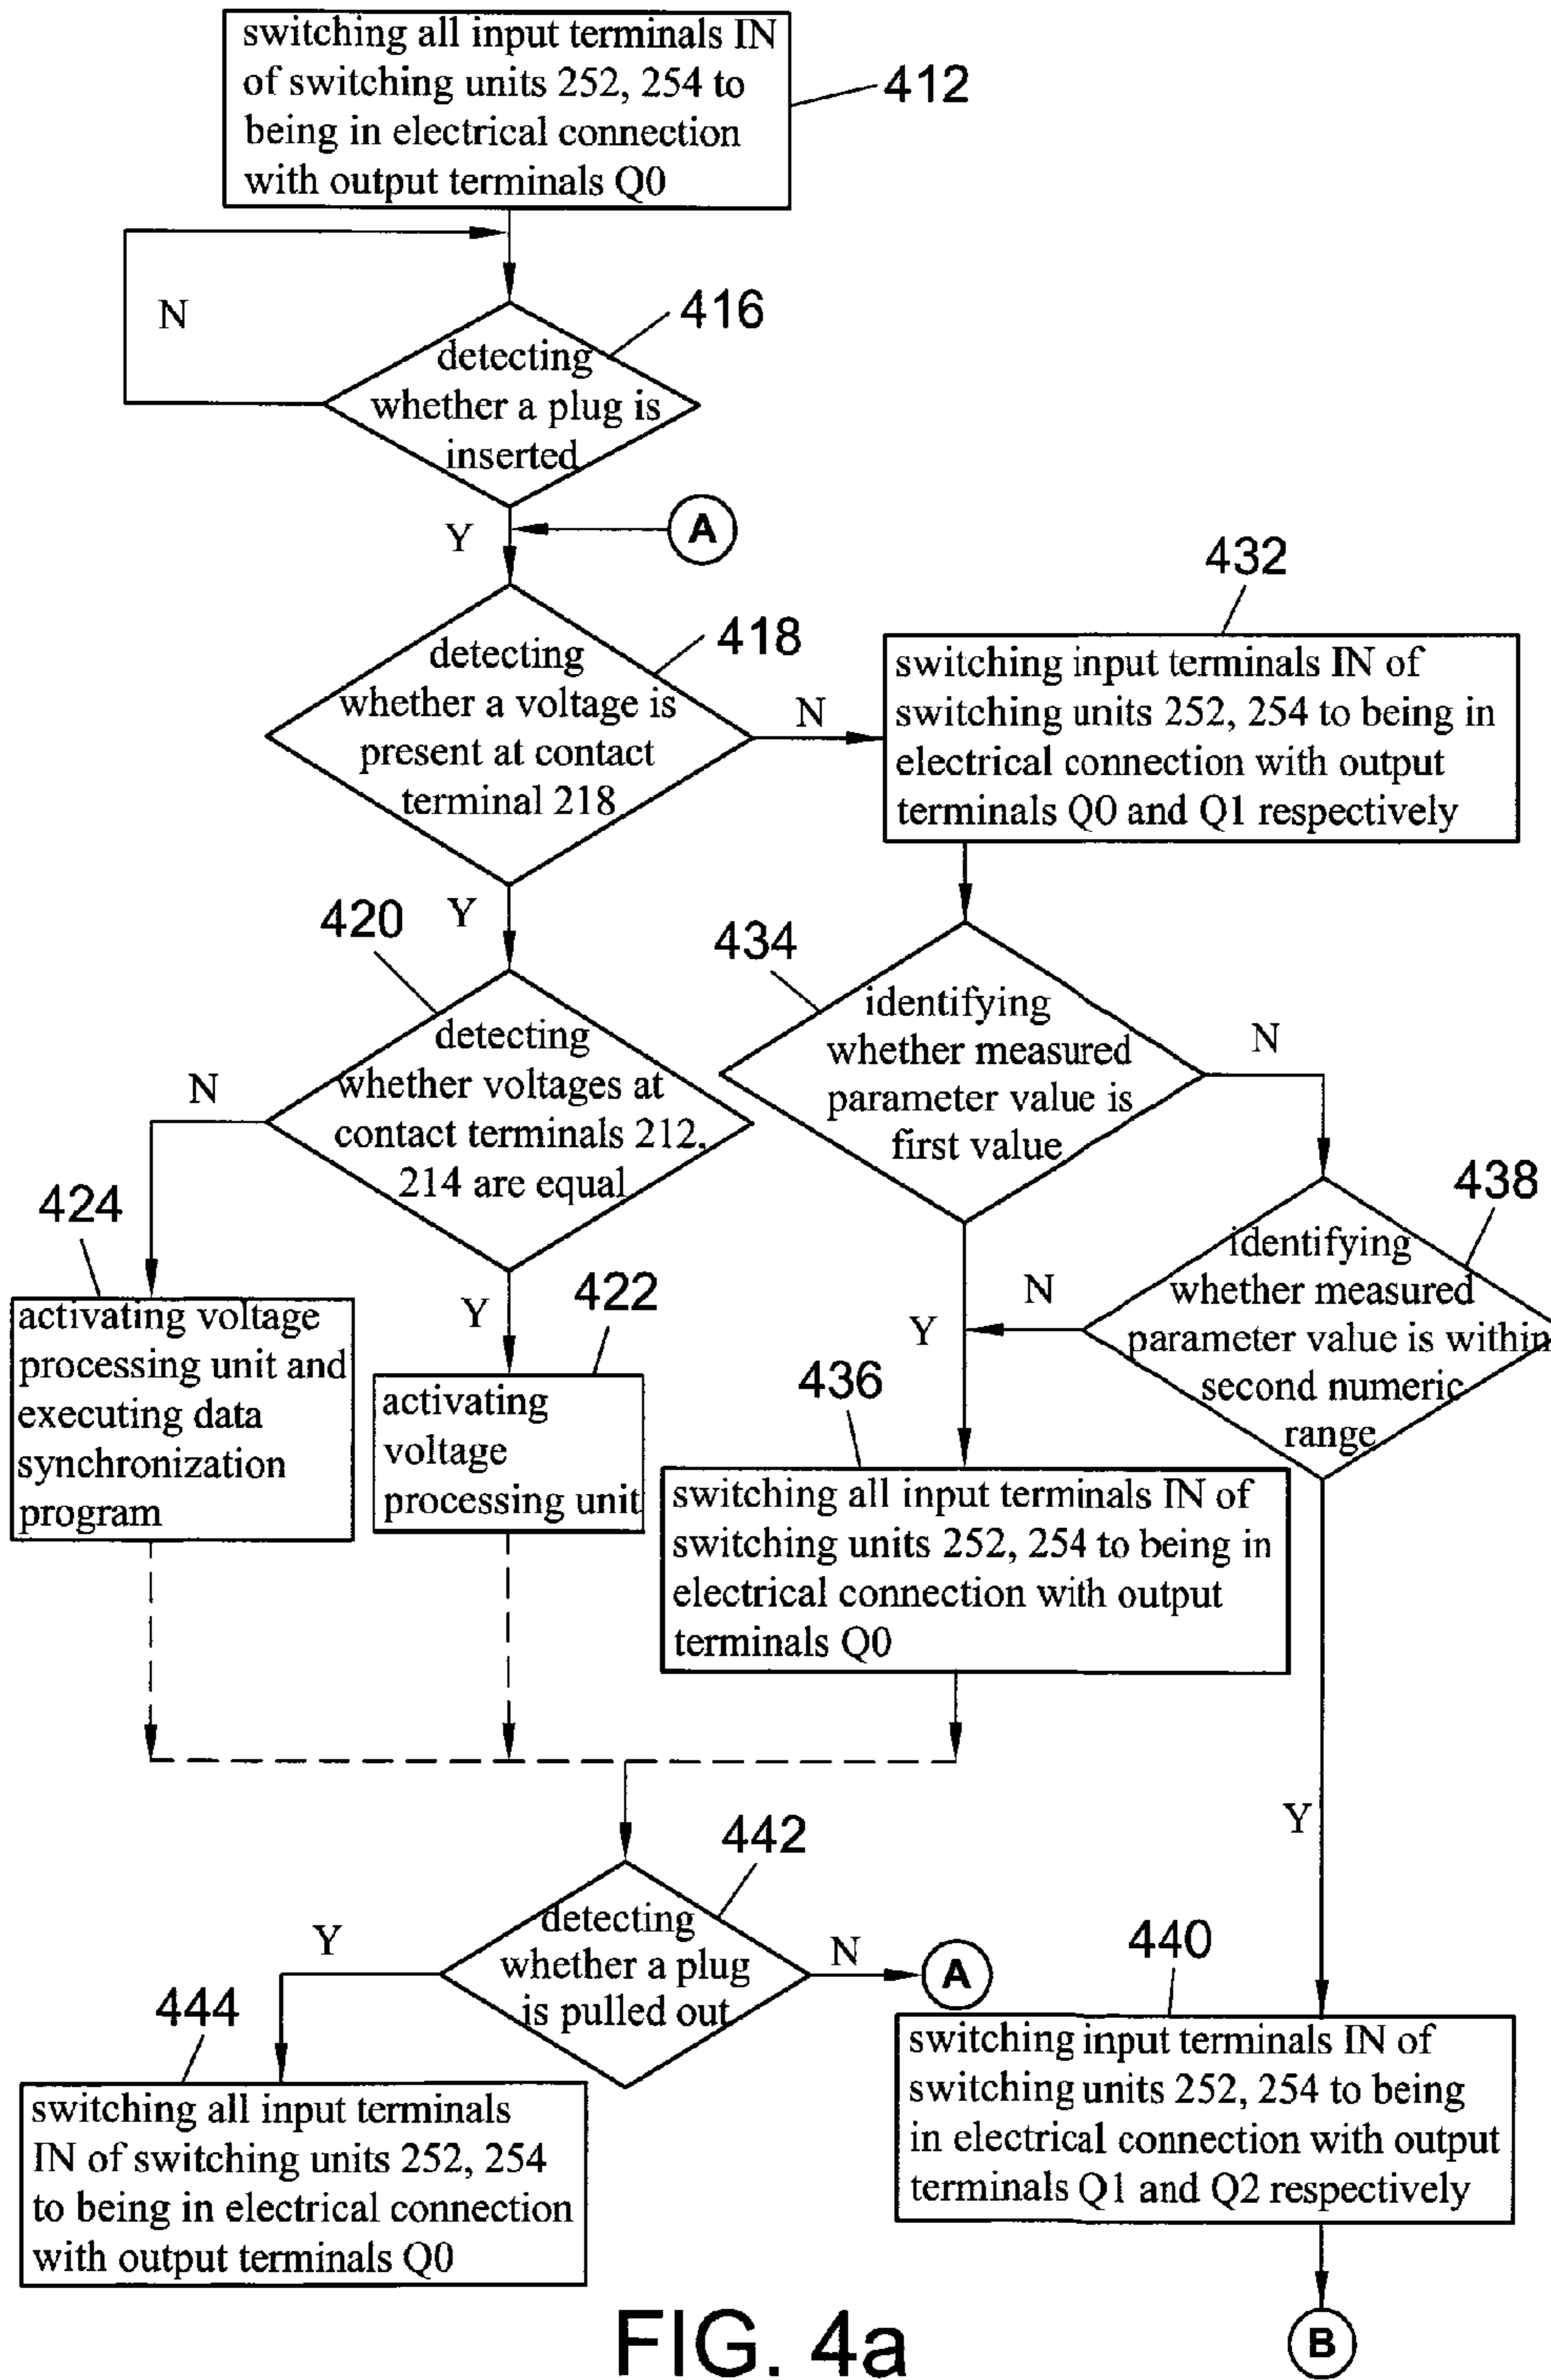 switching all input terminals IN
of switching units 252, 254 to
being in electrical connection
with output terminals Q0
412
N
416
detecting
whether a plug is
inserted
Y
A
432
418
detecting
whether a voltage is
present at contact
terminal 218
N
switching input terminals IN of
switching units 252, 254 to being in
electrical connection with output
terminals Q0 and Q1 respectively
Y
420
434
detecting
whether voltages at
contact terminals 212,
214 are equal
N
identifying
whether measured
parameter value is
first value
N
438
identifying
whether measured
parameter value is within
second numeric
range
N
Y
424
activating voltage
processing unit and
executing data
synchronization
program
Y
422
activating
voltage
processing unit
436
switching all input terminals IN of
switching units 252, 254 to being in
electrical connection with output
terminals Q0
Y
442
detecting
whether a plug
is pulled out
Y
N
A
440
444
switching all input terminals
IN of switching units 252, 254
to being in electrical connection
with output terminals Q0
switching input terminals IN of
switching units 252, 254 to being
in electrical connection with output
terminals Q1 and Q2 respectively
B
FIG. 4a